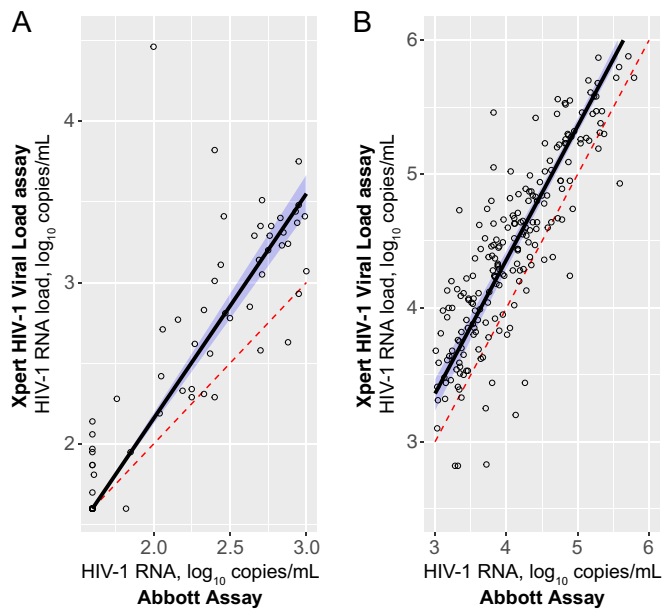 A
Xpert HIV-1 Viral Load assay
HIV-1 RNA load, log10 copies/mL
4
3
2
2.0 2.5 3.0
HIV-1 RNA, log10 copies/mL
Abbott Assay
B
Xpert HIV-1 Viral Load assay
HIV-1 RNA load, log10 copies/mL
6
5
4
3
3 4 5 6
HIV-1 RNA, log10 copies/mL
Abbott Assay